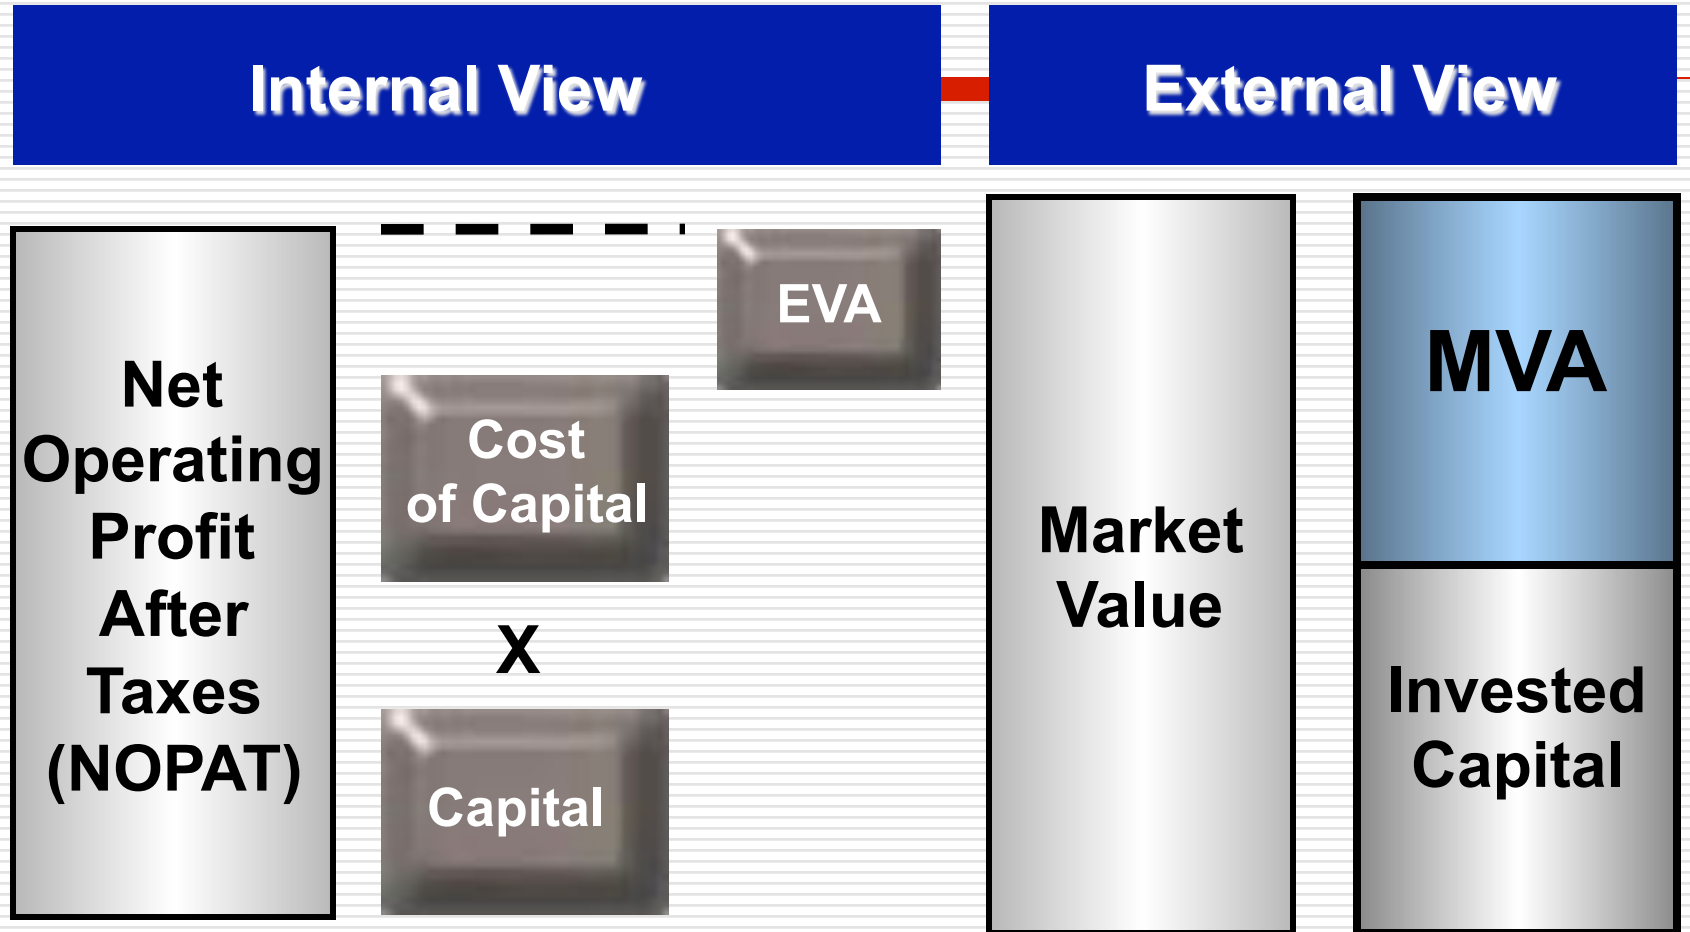 Internal View
External View
Net
Operating
Profit
After
Taxes
(NOPAT)
Cost
of Capital
X
Capital
EVA
Market
Value
MVA
Invested
Capital